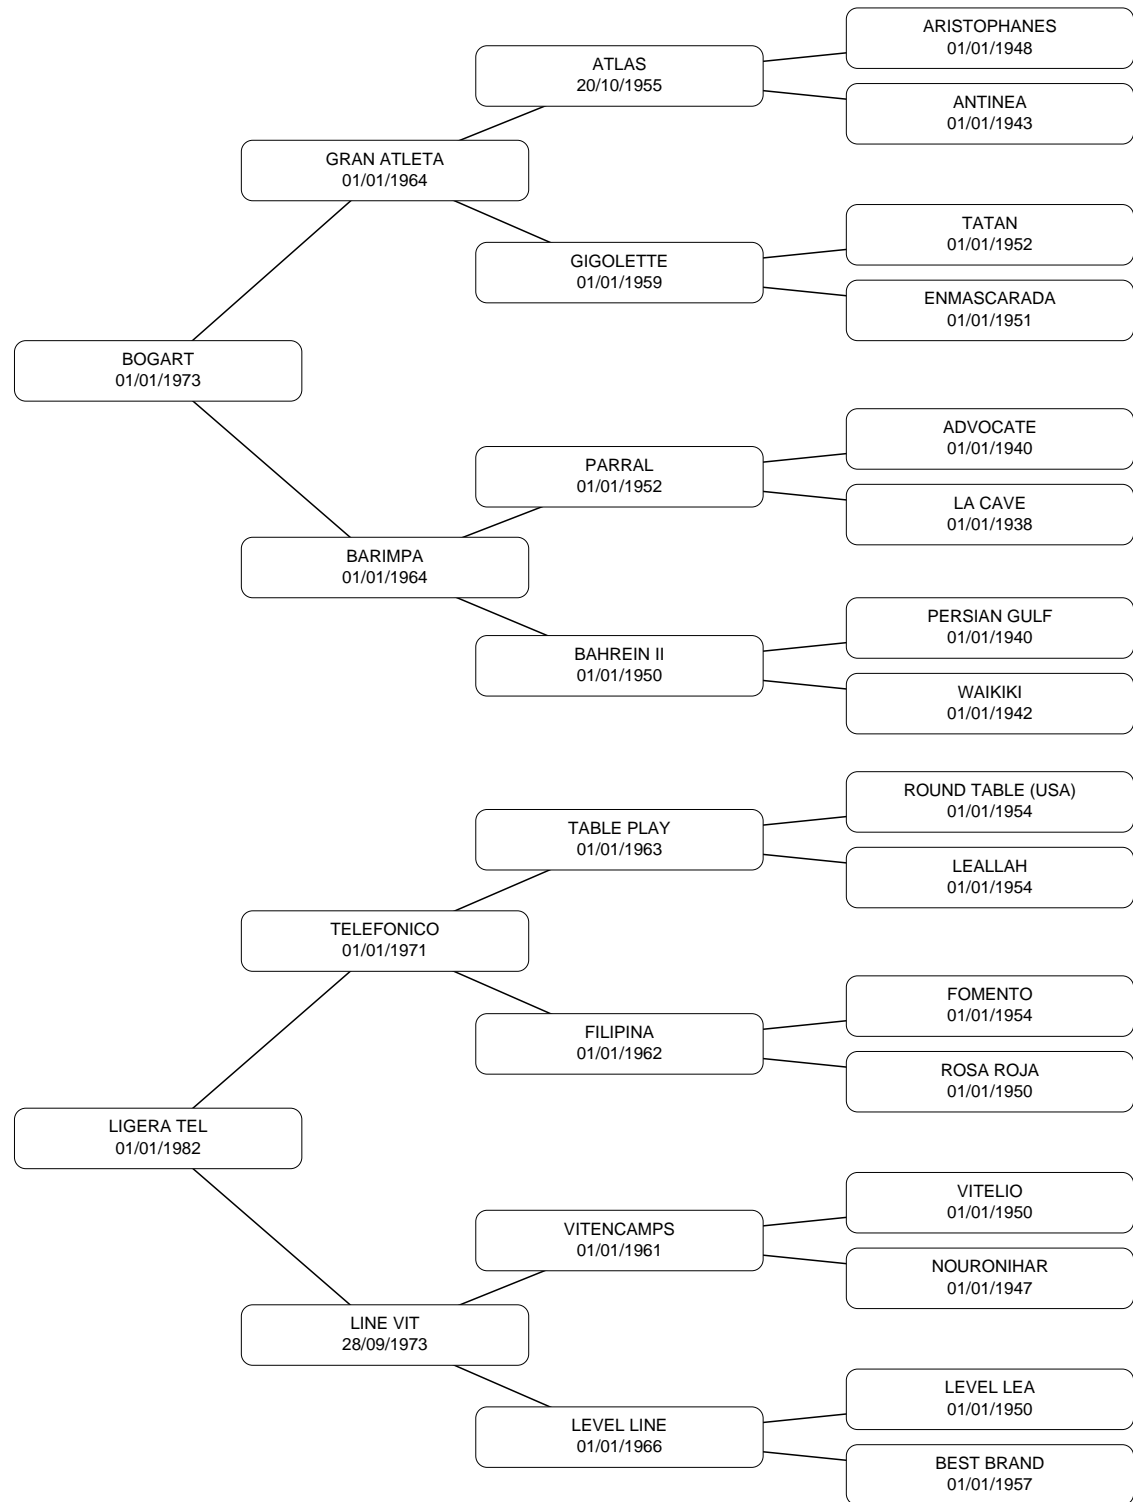 ARISTOPHANES
01/01/1948
ATLAS
20/10/1955
ANTINEA
01/01/1943
GRAN ATLETA
01/01/1964
TATAN
01/01/1952
GIGOLETTE
01/01/1959
ENMASCARADA
01/01/1951
BOGART
01/01/1973
ADVOCATE
01/01/1940
PARRAL
01/01/1952
LA CAVE
01/01/1938
BARIMPA
01/01/1964
PERSIAN GULF
01/01/1940
BAHREIN II
01/01/1950
WAIKIKI
01/01/1942
ROUND TABLE (USA)
01/01/1954
TABLE PLAY
01/01/1963
LEALLAH
01/01/1954
TELEFONICO
01/01/1971
FOMENTO
01/01/1954
FILIPINA
01/01/1962
ROSA ROJA
01/01/1950
LIGERA TEL
01/01/1982
VITELIO
01/01/1950
VITENCAMPS
01/01/1961
NOURONIHAR
01/01/1947
LINE VIT
28/09/1973
LEVEL LEA
01/01/1950
LEVEL LINE
01/01/1966
BEST BRAND
01/01/1957